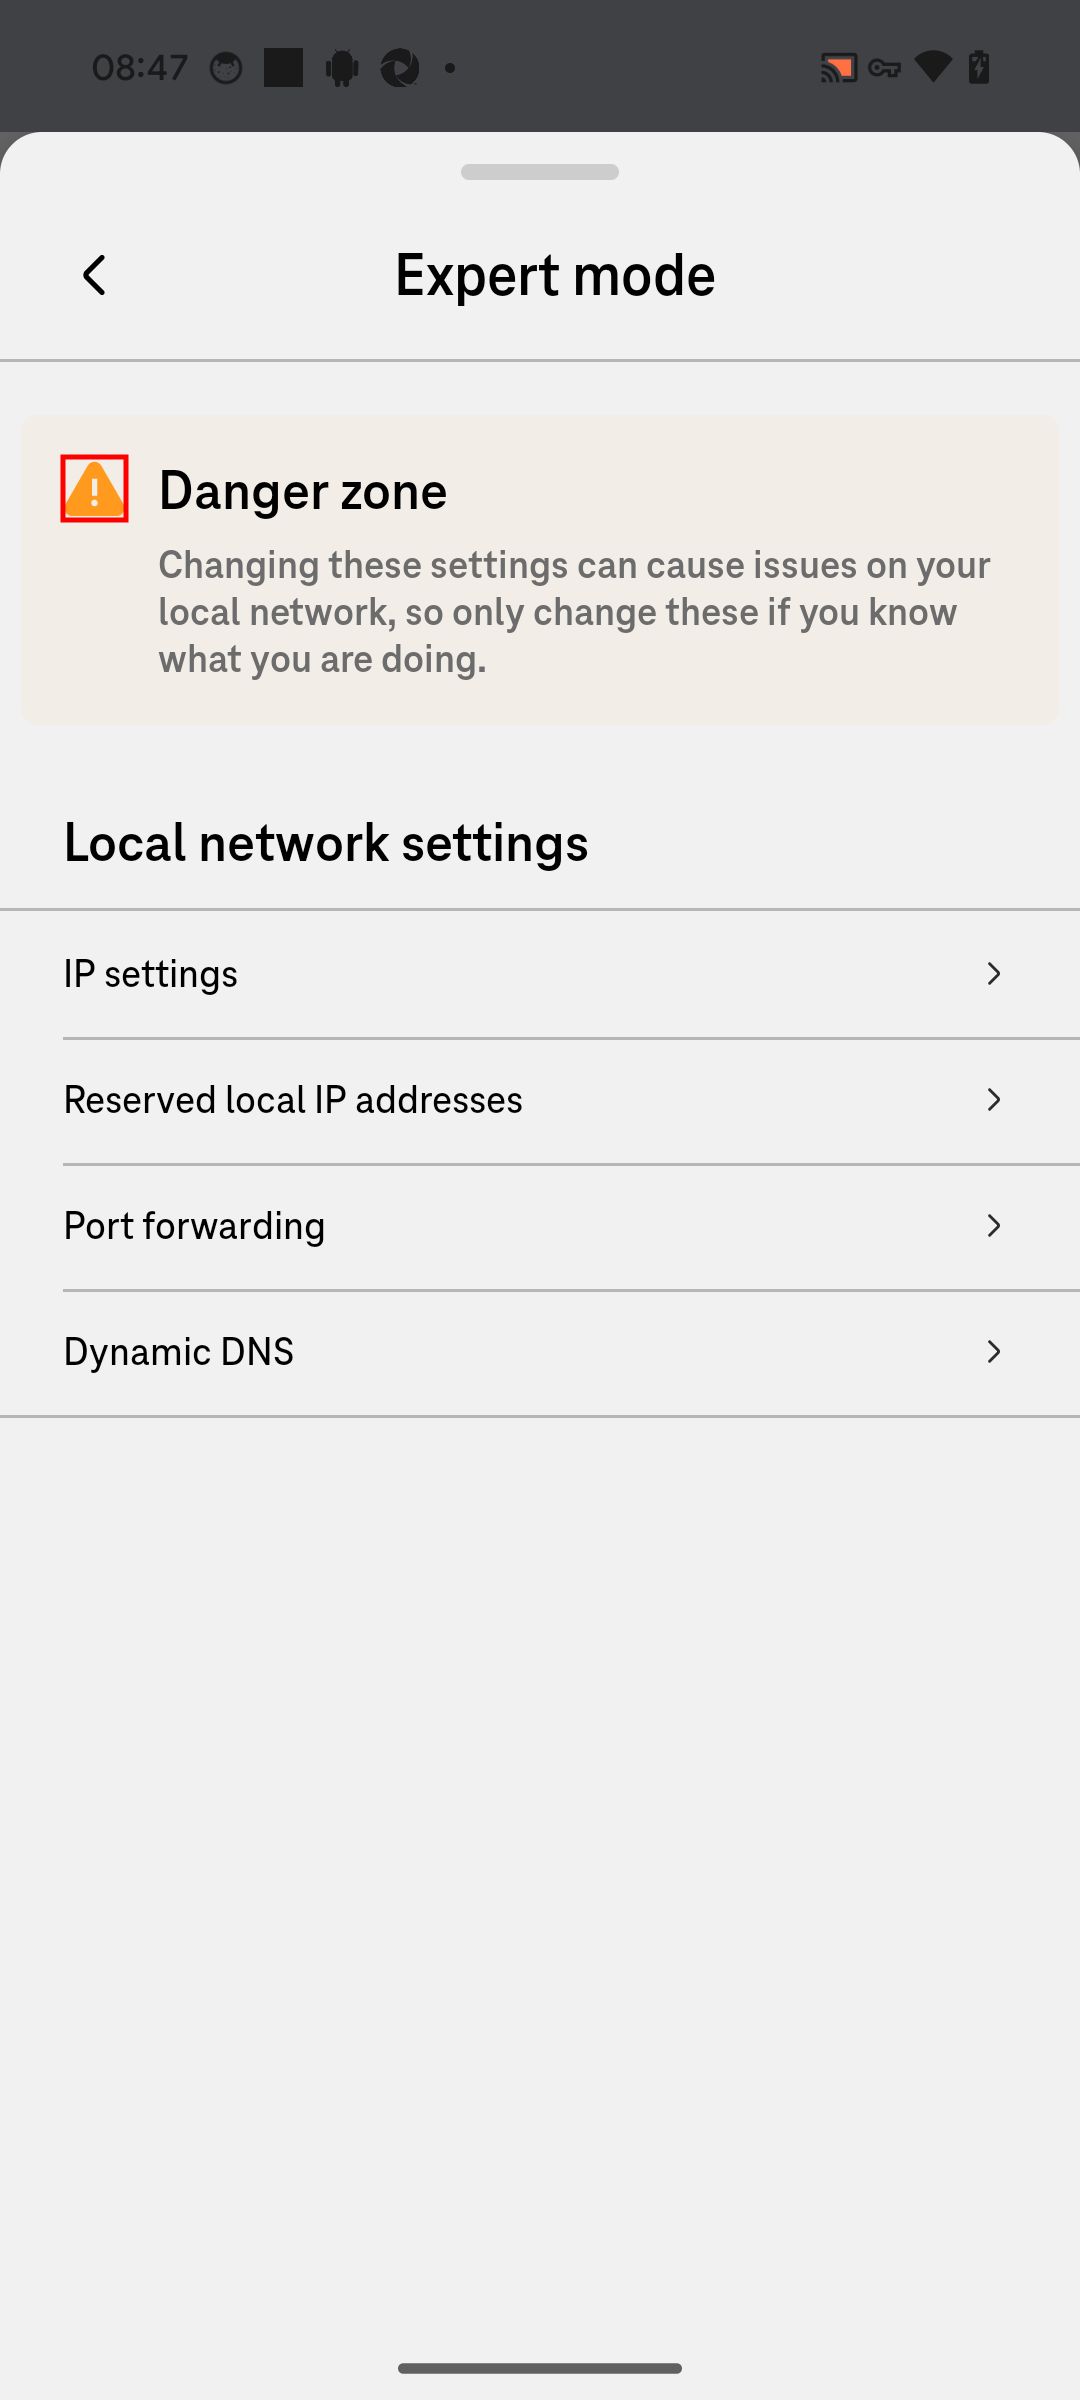 08:47
Expert mode
Danger zone
Changing these settings can cause issues on your
local network, so only change these if you know
what you are doing.
Local network settings
IP settings
Reserved local IP addresses
Port forwarding
Dynamic DNS